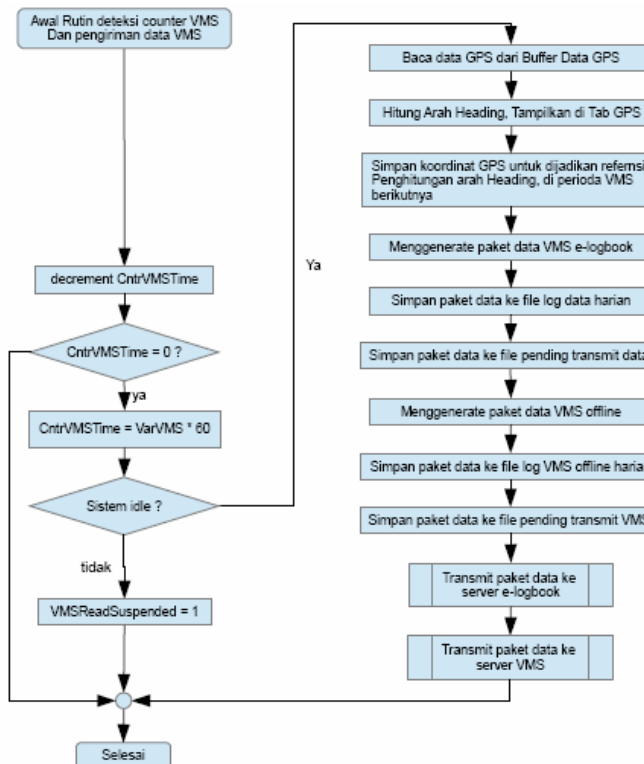 Awal Rutin deteksi counter VMS
Dan pengiriman data VMS
decrement CntrVMSTime
CntrVMSTime = 0 ?
ya
CntrVMSTime = VarVMS * 60
Sistem idle ?
Ya
tidak
VMSReadSuspended = 1
Selesai
Baca data GPS dari Buffer Data GPS
Hitung Arah Heading, Tampilkan di Tab GPS
Simpan koordinat GPS untuk dijadikan refernsi
Penghitungan arah Heading, di perioda VMS
berikutnya
Menggenerate paket data VMS e-logbook
Simpan paket data ke file log data harian
Simpan paket data ke file pending transmit data
Menggenerate paket data VMS offline
Simpan paket data ke file log VMS offline harian
Simpan paket data ke file pending transmit VMS
Transmit paket data ke
server e-logbook
Transmit paket data ke
server VMS